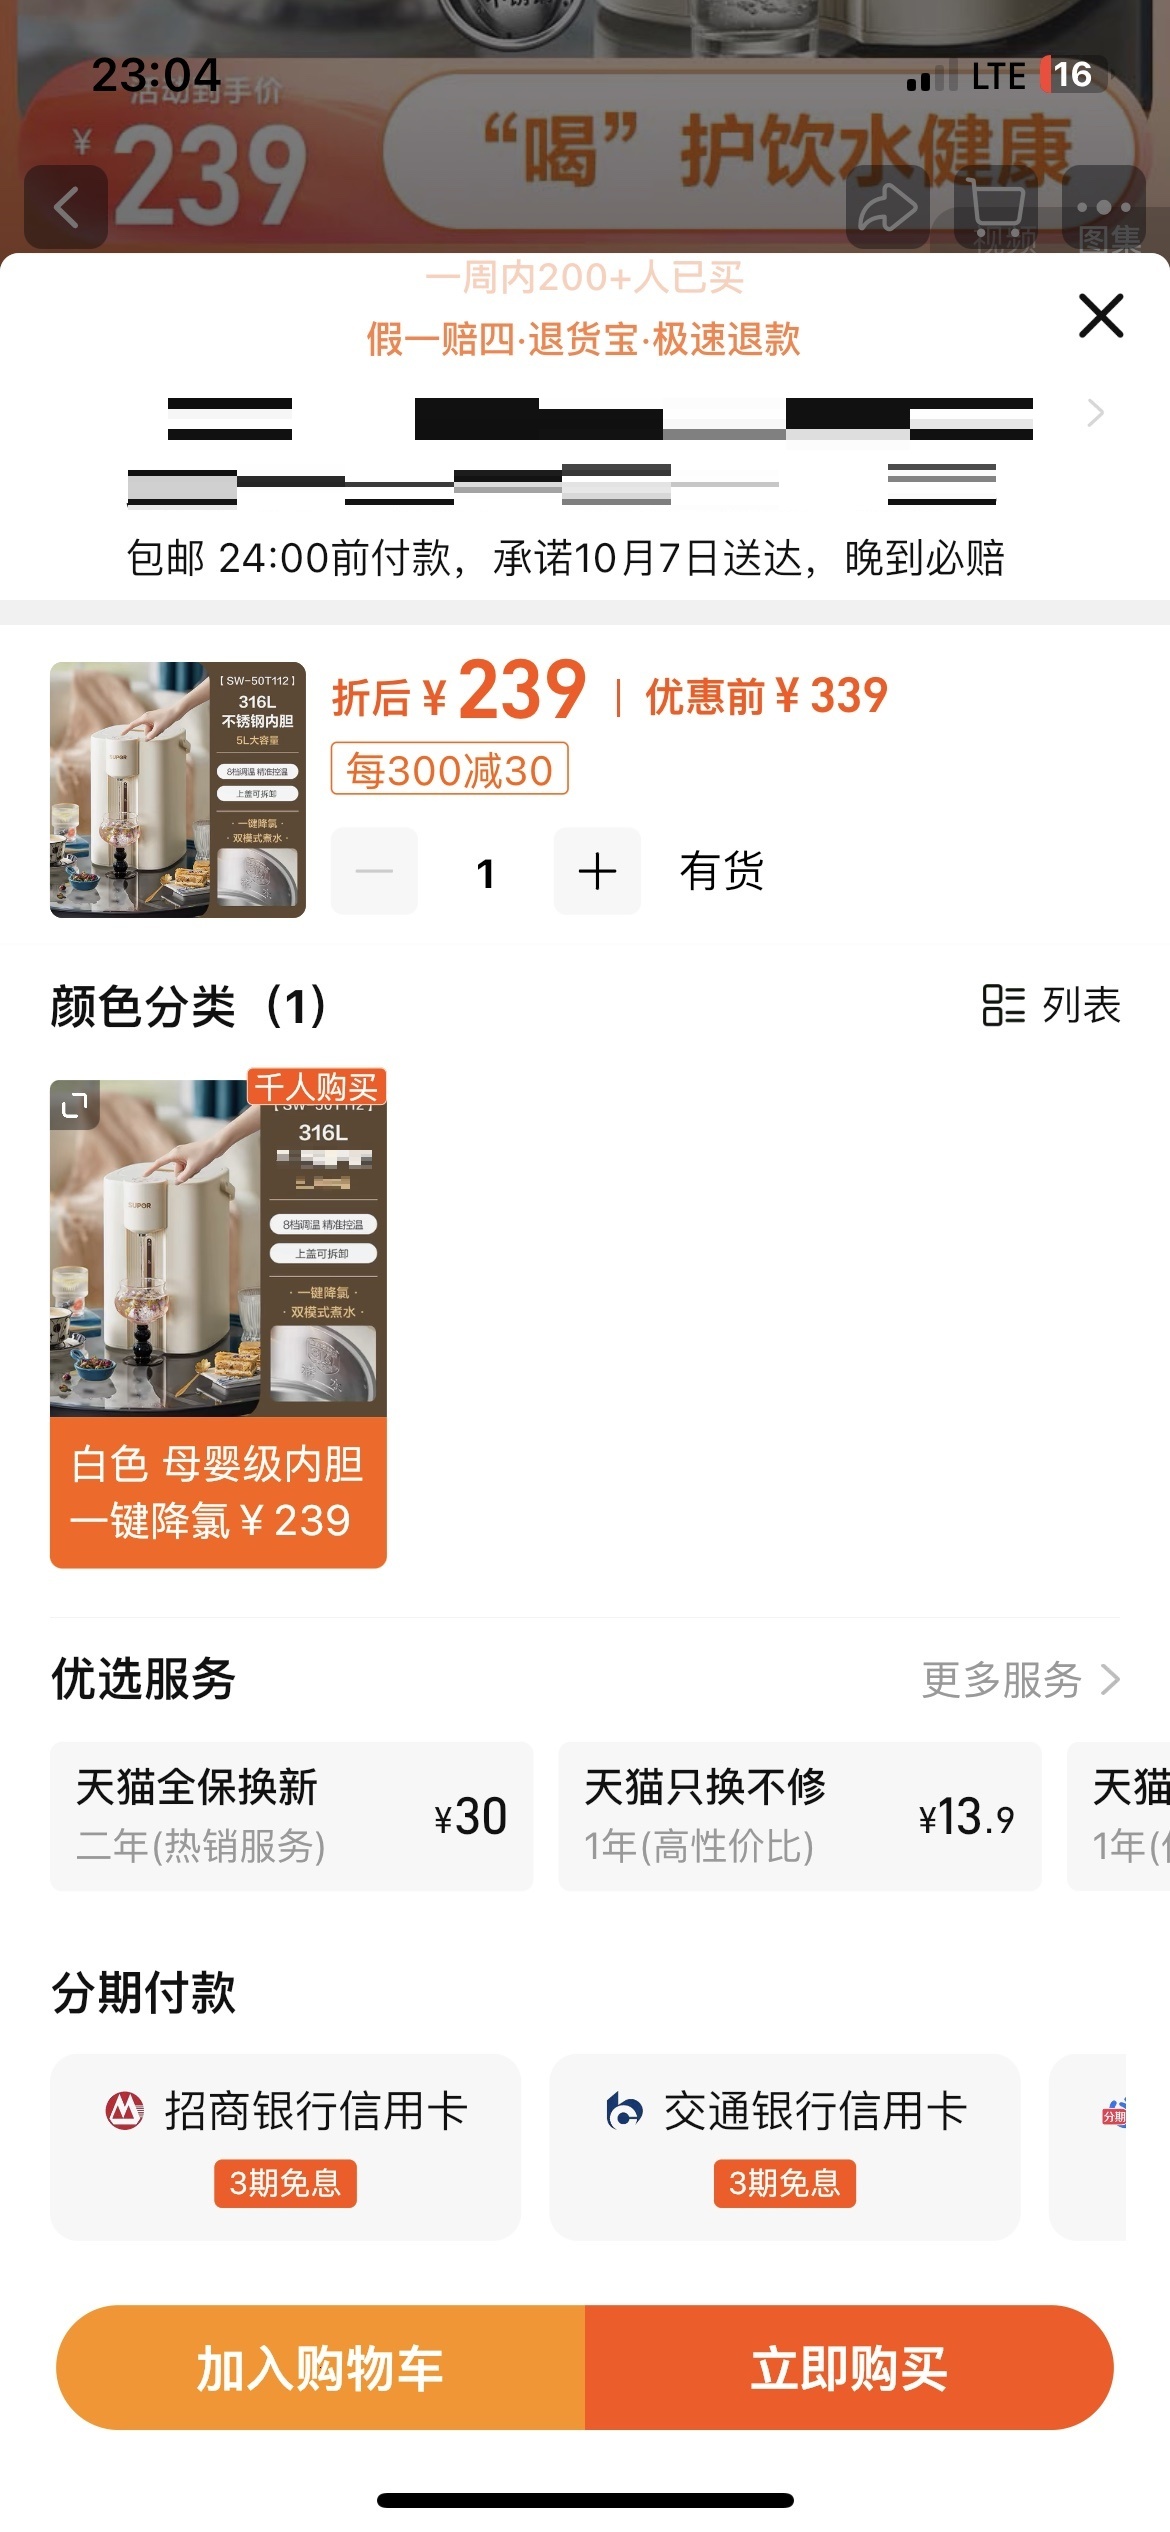 23:04
LTE 16
活动到手价
¥239
“喝”护饮水健康
视频 图集
一周内200+人已买
假一赔四·退货宝·极速退款
包邮 24:00前付款，承诺10月7日送达，晚到必赔
【SW-50T112】
316L
不锈钢内胆
5L大容量
8档调温 精准控温
上盖可拆卸
·一键降氯·
·双模式煮水·
SUPOR
折后¥239 | 优惠前¥339
每300减30
1 有货
颜色分类（1）
列表
千人购买
【SW-50T112】
316L
8档调温 精准控温
上盖可拆卸
·一键降氯·
·双模式煮水·
SUPOR
白色 母婴级内胆
一键降氯¥239
优选服务
更多服务
天猫全保换新
二年(热销服务)
¥30
天猫只换不修
1年(高性价比)
¥13.9
天猫
1年(
分期付款
招商银行信用卡
3期免息
交通银行信用卡
3期免息
分期
加入购物车
立即购买